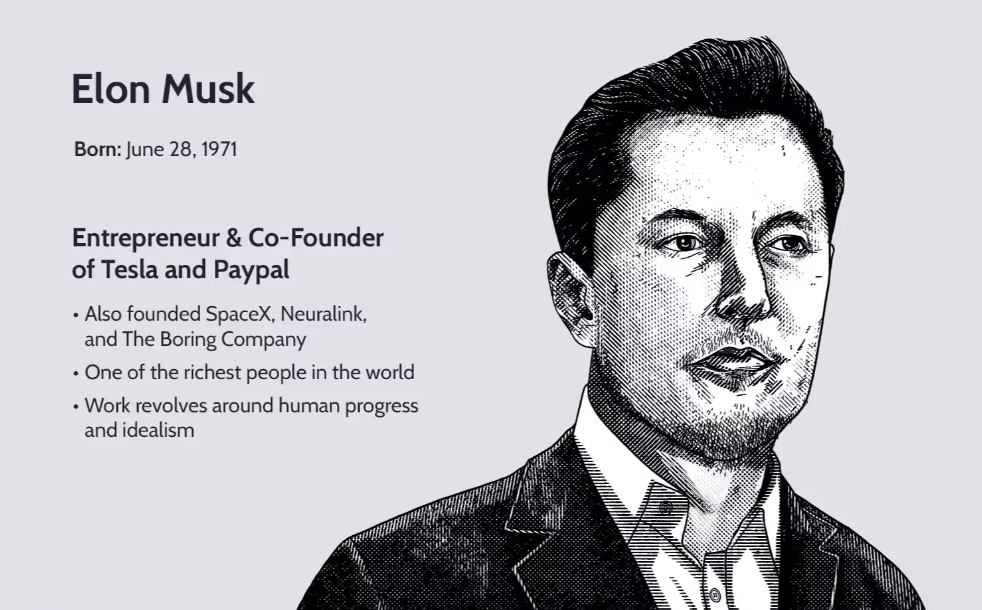 Elon Musk
Born: June 28, 1971
Entrepreneur & Co-Founder
of Tesla and Paypal
• Also founded SpaceX, Neuralink,
and The Boring Company
• One of the richest people in the world
• Work revolves around human progress
and idealism